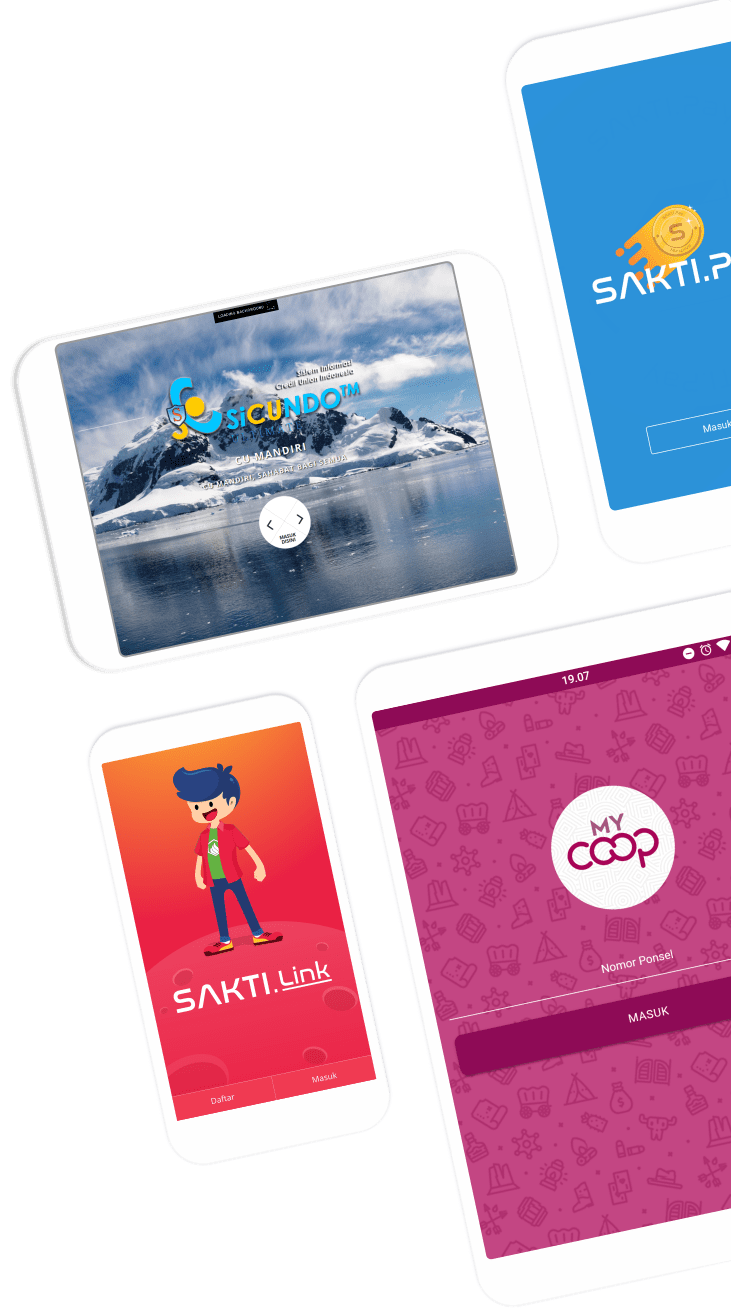 SAKTI.P
Masuk
LOADING BACKGROUND
Sistem Informasi
Credit Union Indonesia
S
SiCUNDO™
CU MANDIRI
CU MANDIRI, SAHABAT BAGI SEMUA
MASUK
DISINI
19.07
MY
COOP
Nomor Ponsel
MASUK
SAKTI.Link
Daftar
Masuk